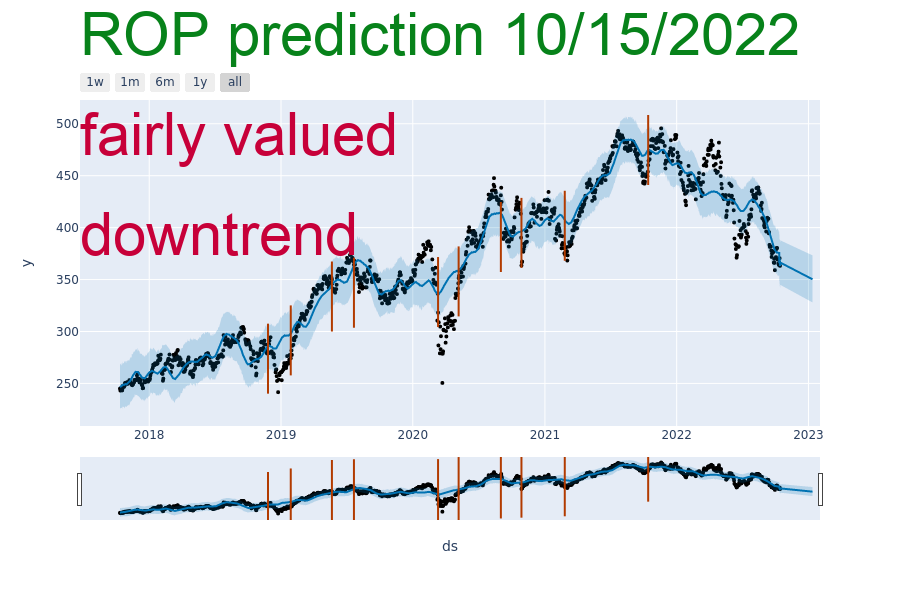 ROP prediction 10/15/2022
1w 1m 6m 1y all
fairly valued
downtrend
500
450
400
350
300
250
y
2018 2019 2020 2021 2022 2023
ds